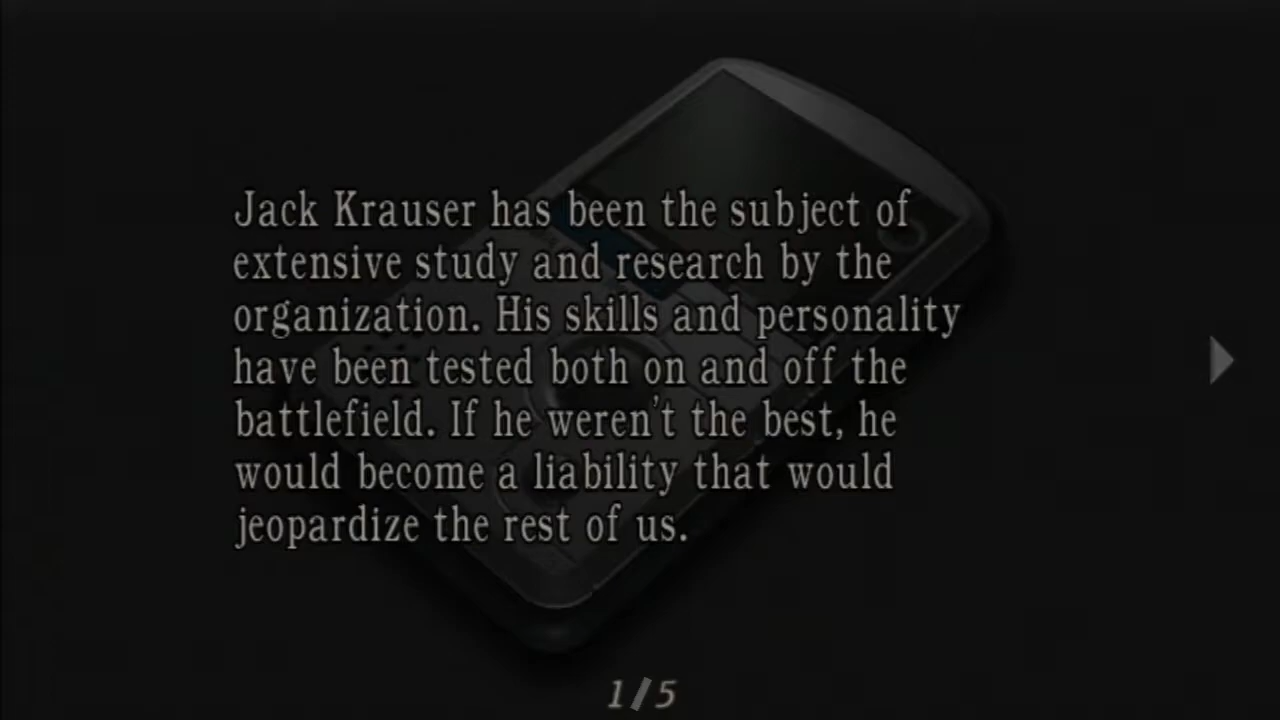 Jack Krauser has been the subject of
extensive study and research by the
organization. His skills and personality
have been tested both on and off the
battlefield. If he weren't the best, he
would become a liability that would
jeopardize the rest of us.
1/5